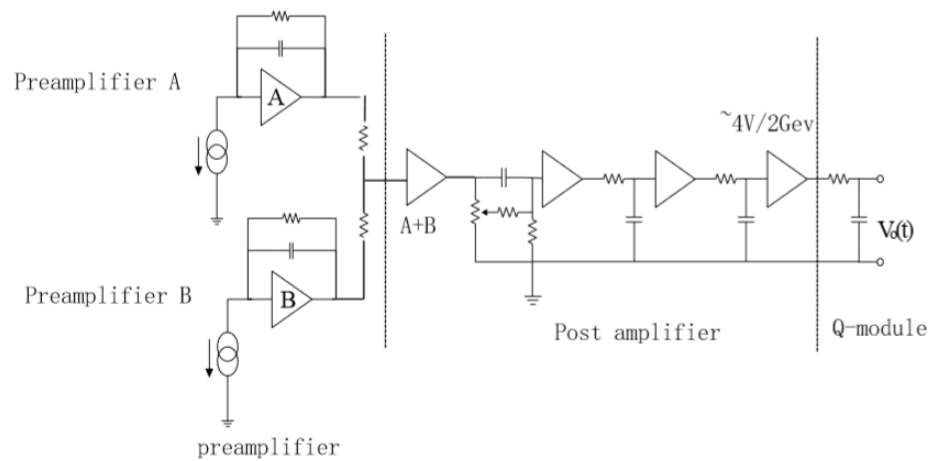 Preamplifier A
A
~4V/2Gev
A+B
V₀(t)
Preamplifier B
B
Post amplifier
Q-module
preamplifier